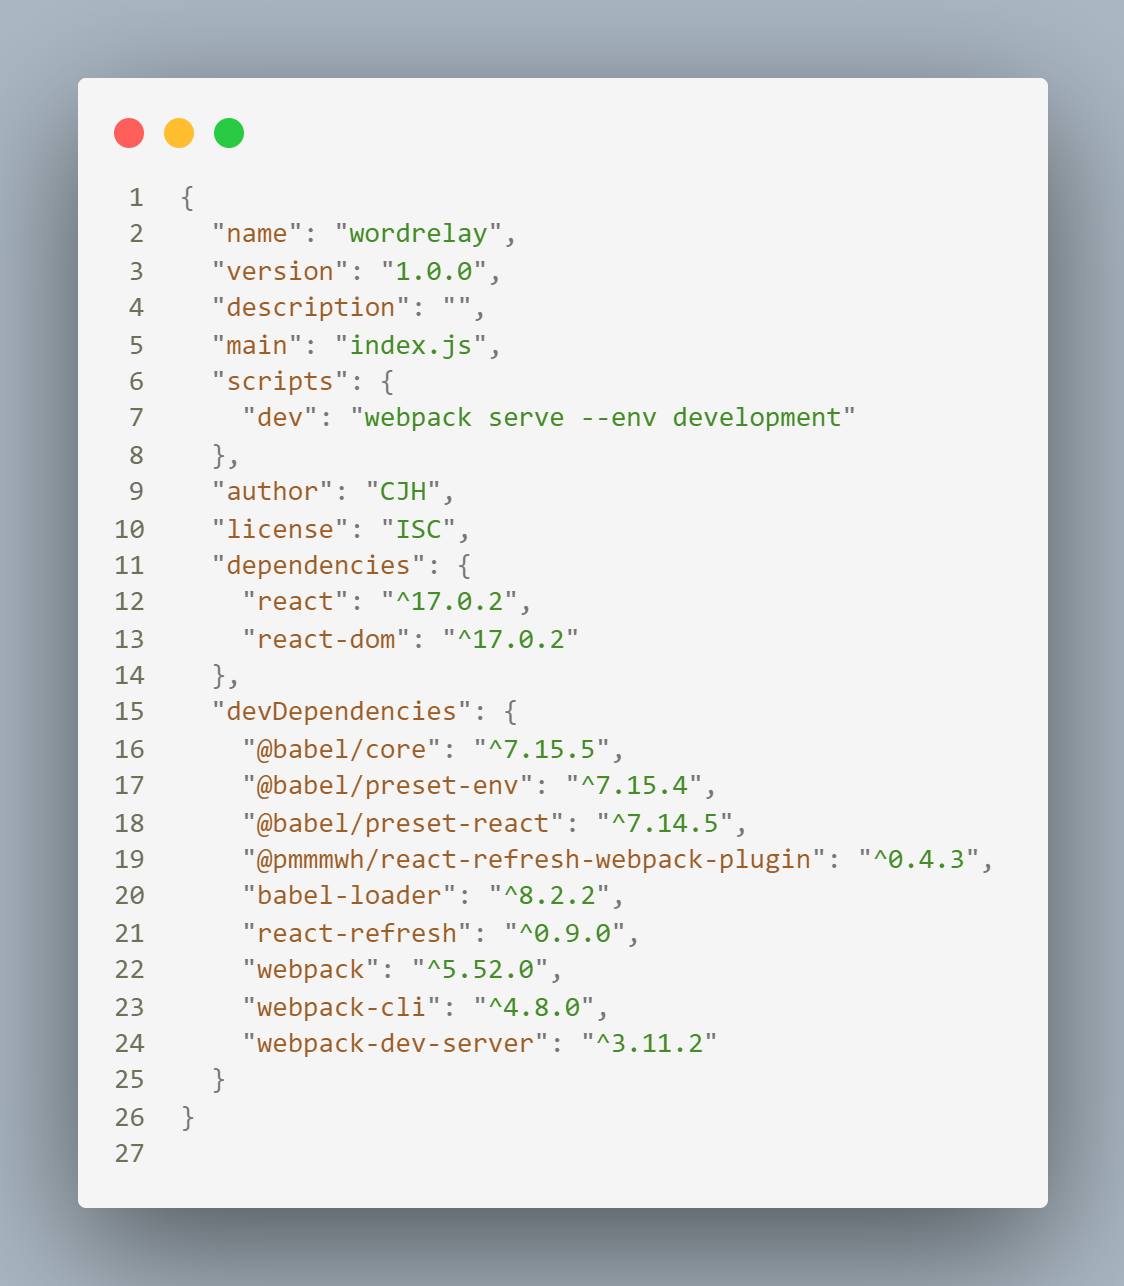 1 {
2   "name": "wordrelay",
3   "version": "1.0.0",
4   "description": "",
5   "main": "index.js",
6   "scripts": {
7     "dev": "webpack serve --env development"
8   },
9   "author": "CJH",
10   "license": "ISC",
11   "dependencies": {
12     "react": "^17.0.2",
13     "react-dom": "^17.0.2"
14   },
15   "devDependencies": {
16     "@babel/core": "^7.15.5",
17     "@babel/preset-env": "^7.15.4",
18     "@babel/preset-react": "^7.14.5",
19     "@pmmmwh/react-refresh-webpack-plugin": "^0.4.3",
20     "babel-loader": "^8.2.2",
21     "react-refresh": "^0.9.0",
22     "webpack": "^5.52.0",
23     "webpack-cli": "^4.8.0",
24     "webpack-dev-server": "^3.11.2"
25   }
26 }
27